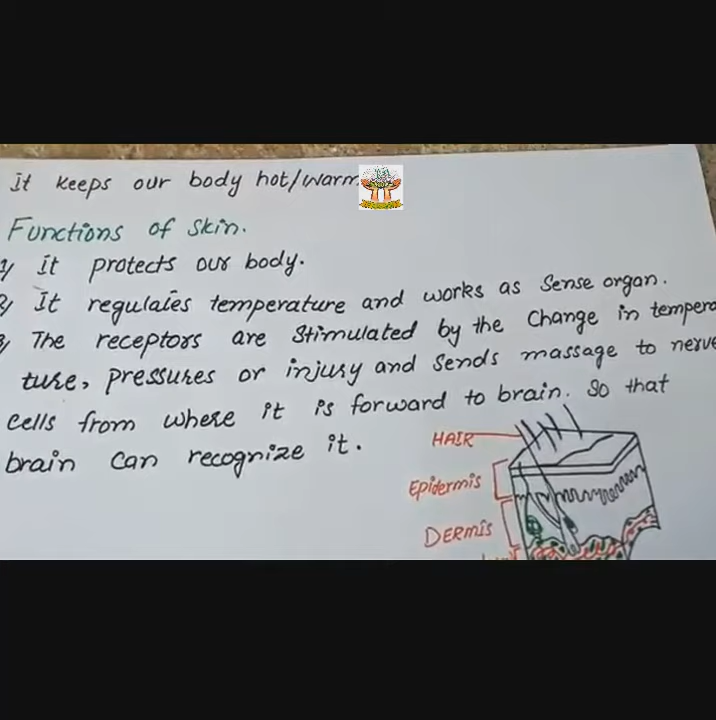 It keeps our body hot/warm
Functions of Skin.
1) It protects our body.
2) It regulates temperature and works as Sense organ.
3) The receptors are Stimulated by the Change in tempera
ture, pressures or injury and Sends massage to nerve
cells from where it is forward to brain. So that
brain can recognize it.
HAIR
Epidermis
DERMIS